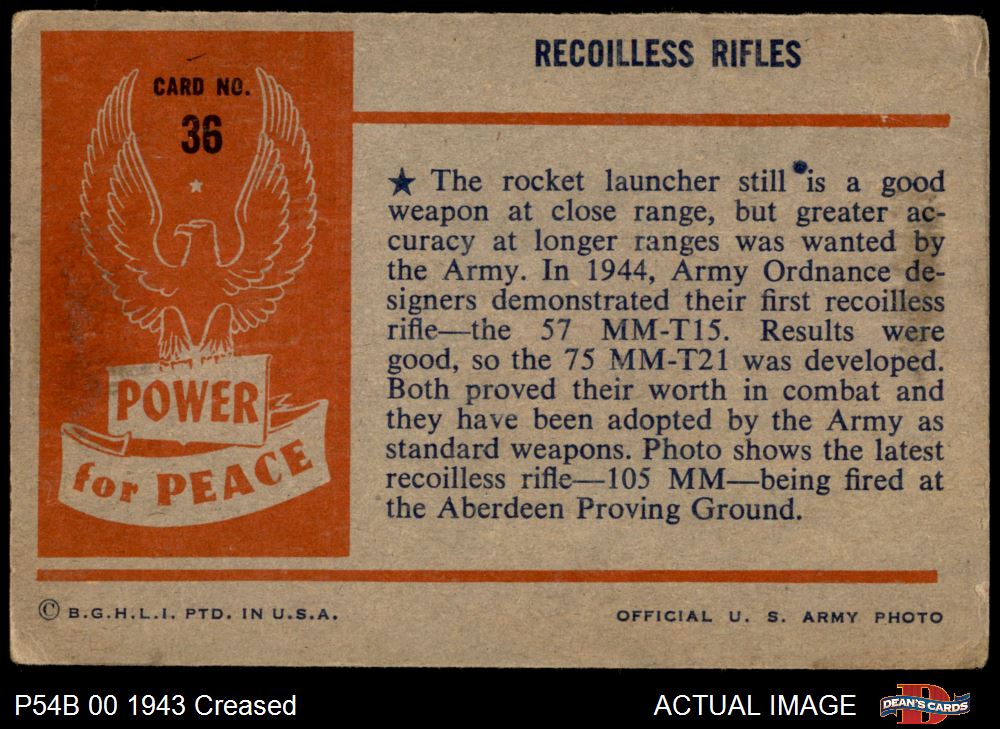 CARD NO.
36
POWER
for PEACE
RECOILLESS RIFLES
★ The rocket launcher still is a good
weapon at close range, but greater ac-
curacy at longer ranges was wanted by
the Army. In 1944, Army Ordnance de-
signers demonstrated their first recoilless
rifle—the 57 MM-T15. Results were
good, so the 75 MM-T21 was developed.
Both proved their worth in combat and
they have been adopted by the Army as
standard weapons. Photo shows the latest
recoilless rifle—105 MM—being fired at
the Aberdeen Proving Ground.
© B.G.H.L.I. PTD. IN U.S.A.
OFFICIAL U. S. ARMY PHOTO
P54B 00 1943 Creased
ACTUAL IMAGE
D
DEAN'S CARDS